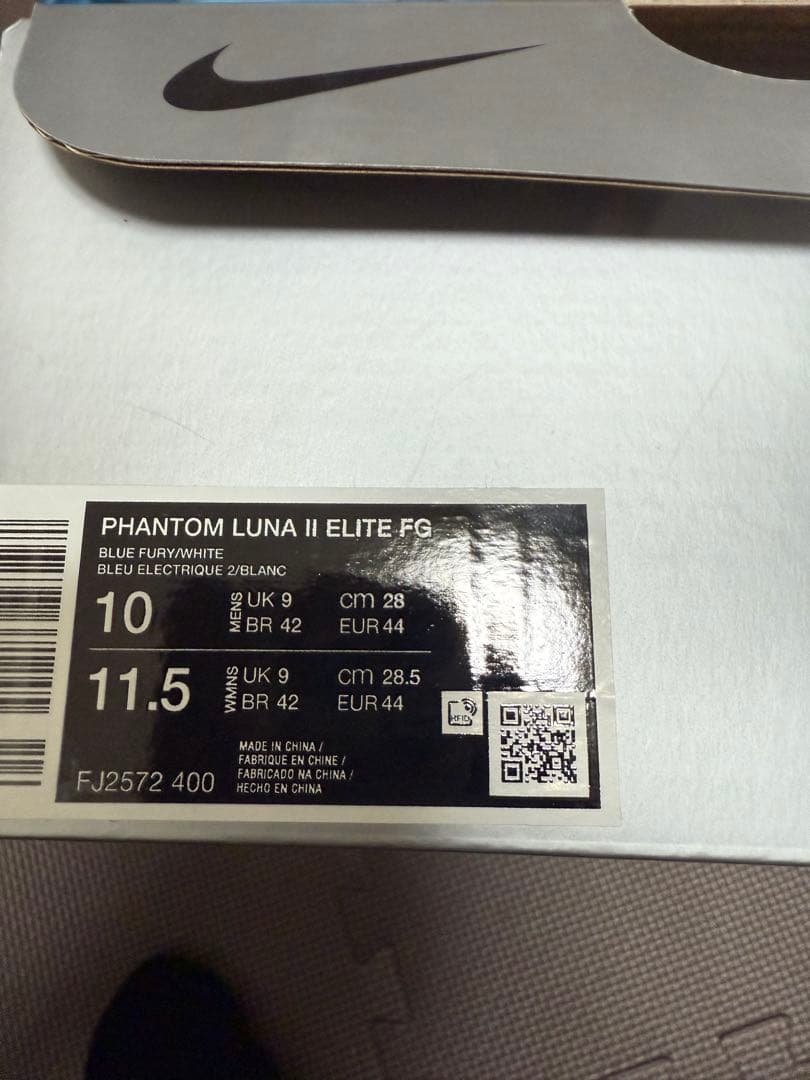 PHANTOM LUNA II ELITE FG
BLUE FURY/WHITE
BLEU ELECTRIQUE 2/BLANC
10 MENS UK 9 cm 28
BR 42 EUR 44
11.5 WMNS UK 9 cm 28.5
BR 42 EUR 44
RFID
MADE IN CHINA /
FABRIQUE EN CHINE /
FABRICADO NA CHINA /
HECHO EN CHINA
FJ2572 400